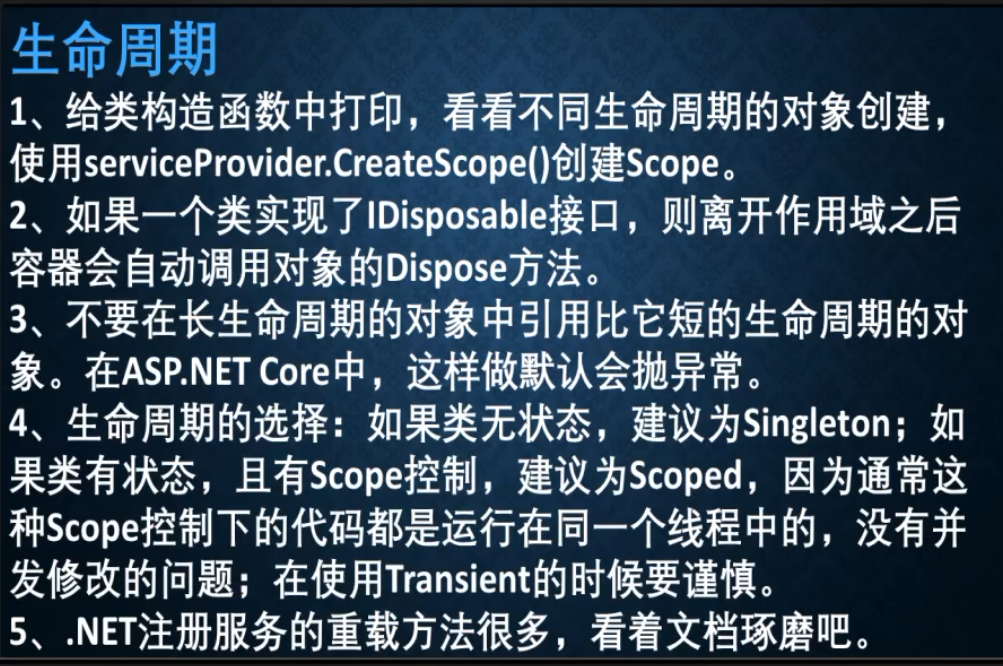 生命周期
1、给类构造函数中打印，看看不同生命周期的对象创建，
使用serviceProvider.CreateScope()创建Scope。
2、如果一个类实现了IDisposable接口，则离开作用域之后
容器会自动调用对象的Dispose方法。
3、不要在长生命周期的对象中引用比它短的生命周期的对
象。在ASP.NET Core中，这样做默认会抛异常。
4、生命周期的选择：如果类无状态，建议为Singleton；如
果类有状态，且有Scope控制，建议为Scoped，因为通常这
种Scope控制下的代码都是运行在同一个线程中的，没有并
发修改的问题；在使用Transient的时候要谨慎。
5、.NET注册服务的重载方法很多，看着文档琢磨吧。